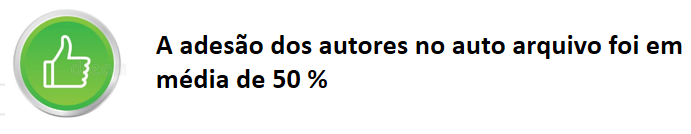 A adesão dos autores no auto arquivo foi em
média de 50 %